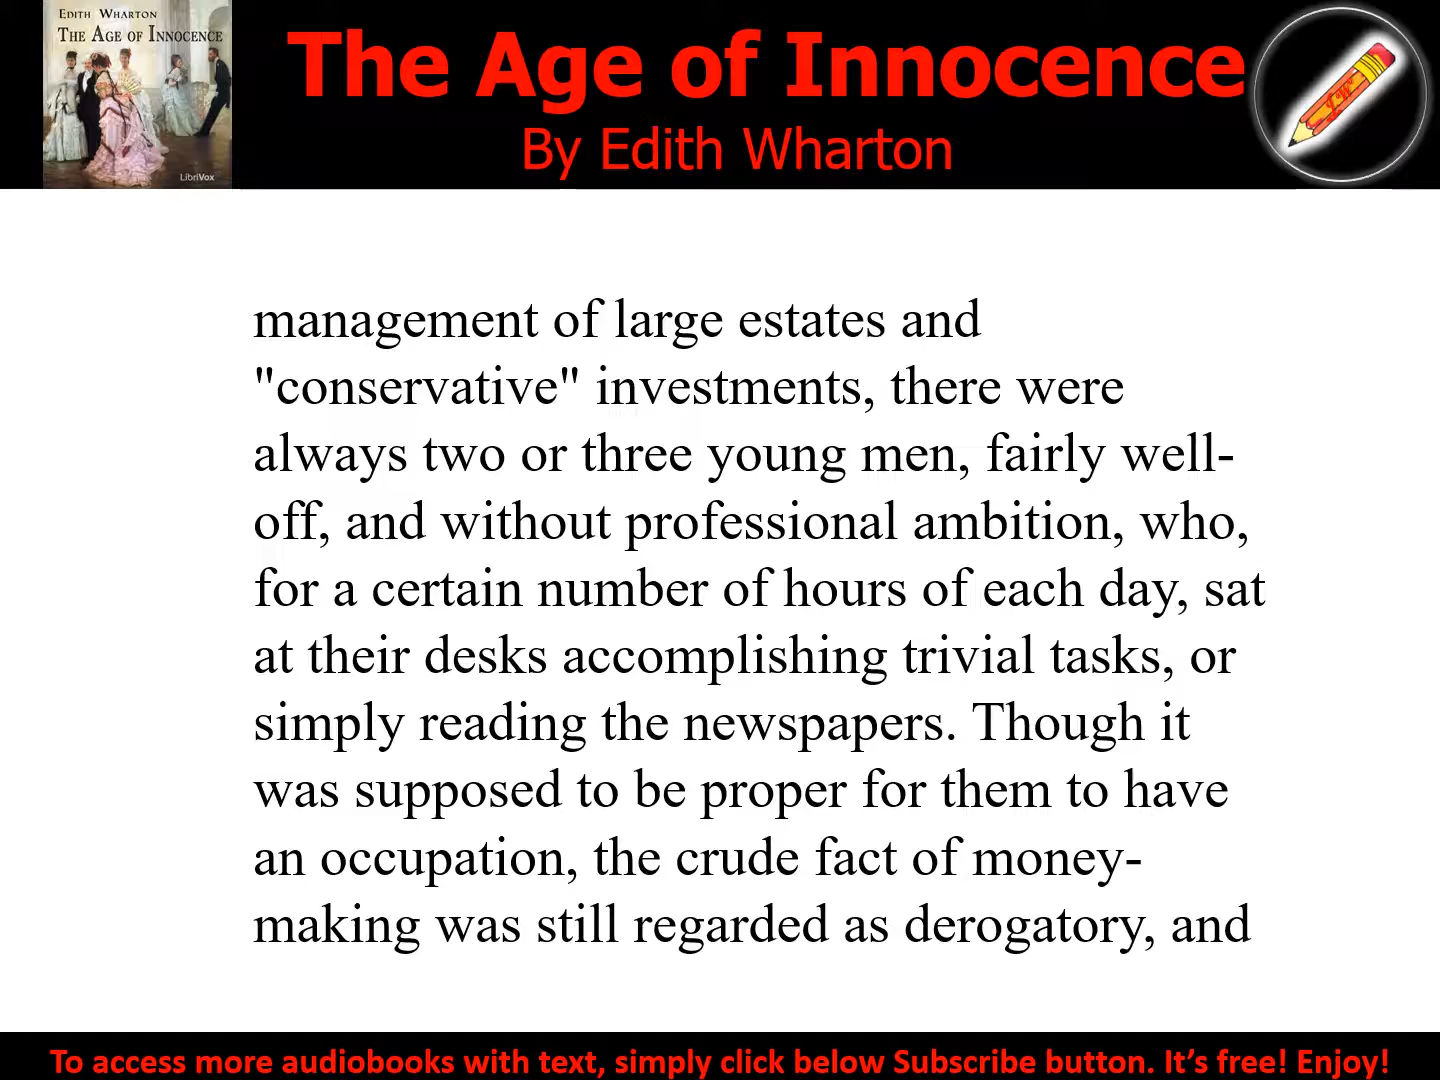 EDITH WHARTON
THE AGE OF INNOCENCE
LibriVox
The Age of Innocence
By Edith Wharton
management of large estates and
"conservative" investments, there were
always two or three young men, fairly well-
off, and without professional ambition, who,
for a certain number of hours of each day, sat
at their desks accomplishing trivial tasks, or
simply reading the newspapers. Though it
was supposed to be proper for them to have
an occupation, the crude fact of money-
making was still regarded as derogatory, and
To access more audiobooks with text, simply click below Subscribe button. It’s free! Enjoy!